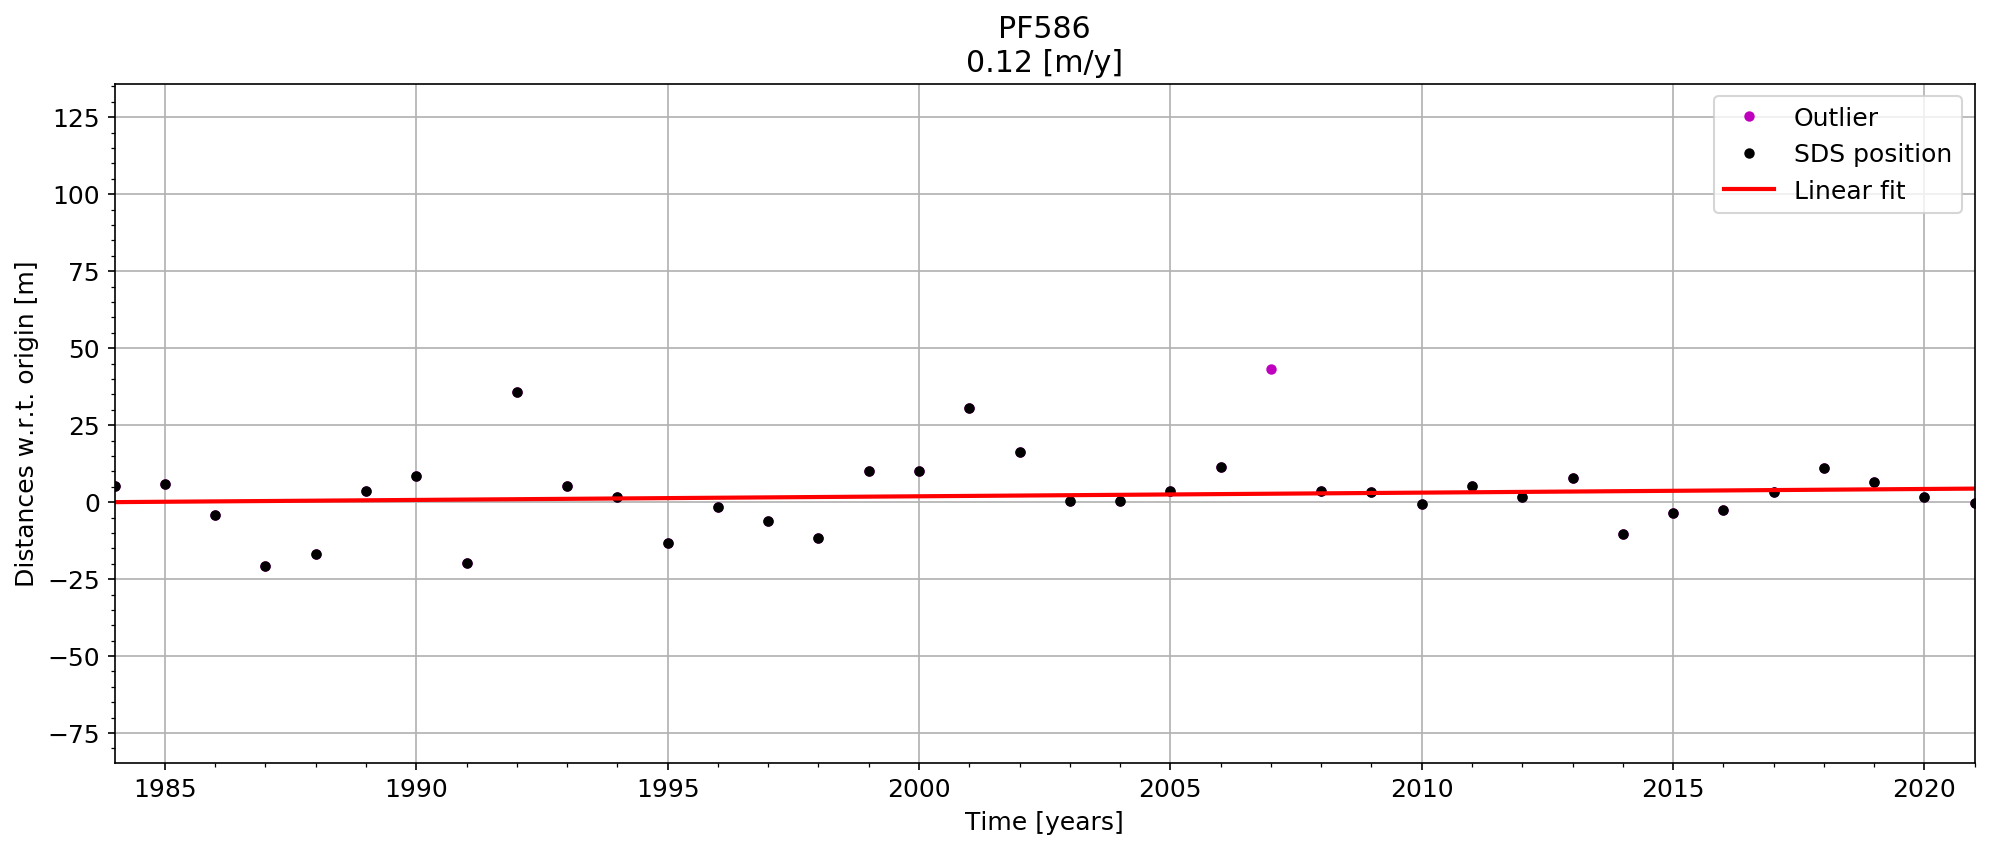 PF586
0.12 [m/y]
Outlier
SDS position
Linear fit
Distances w.r.t. origin [m]
125
100
75
50
25
0
−25
−50
−75
1985 1990 1995 2000 2005 2010 2015 2020
Time [years]